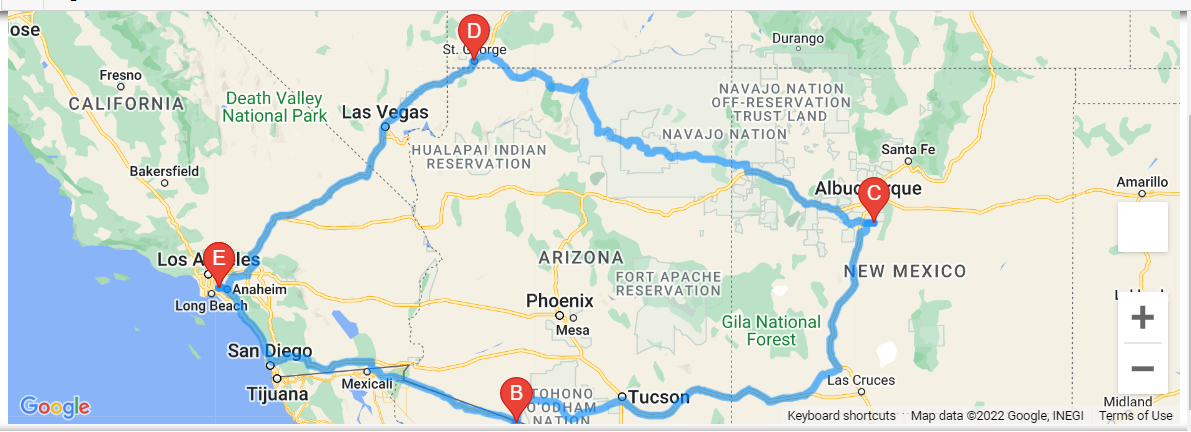 ose
D
St. George
Durango
Fresno
CALIFORNIA
Death Valley
National Park
Las Vegas
NAVAJO NATION
OFF-RESERVATION
TRUST LAND
NAVAJO NATION
HUALAPAI INDIAN
RESERVATION
Santa Fe
Bakersfield
Albuquerque
C
Amarillo
Los Angeles
E
Anaheim
Long Beach
ARIZONA
FORT APACHE
RESERVATION
NEW MEXICO
Phoenix
Mesa
Gila National
Forest
San Diego
Tijuana
Mexicali
B
TOHONO
O'ODHAM
NATION
Tucson
Las Cruces
Midland
+
−
Google
Keyboard shortcuts Map data ©2022 Google, INEGI Terms of Use